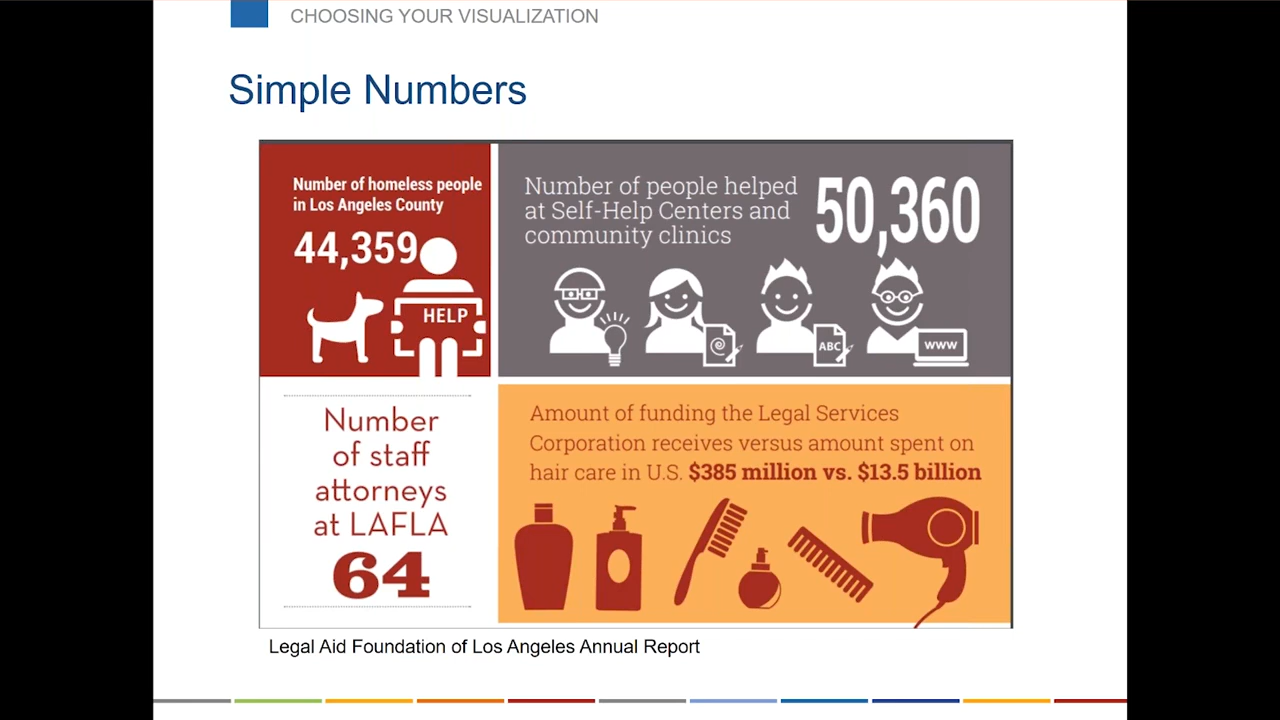 CHOOSING YOUR VISUALIZATION
Simple Numbers
Number of homeless people
in Los Angeles County
44,359
HELP
Number of people helped
at Self-Help Centers and
community clinics
50,360
ABC
WWW
Number
of staff
attorneys
at LAFLA
64
Amount of funding the Legal Services
Corporation receives versus amount spent on
hair care in U.S. $385 million vs. $13.5 billion
Legal Aid Foundation of Los Angeles Annual Report